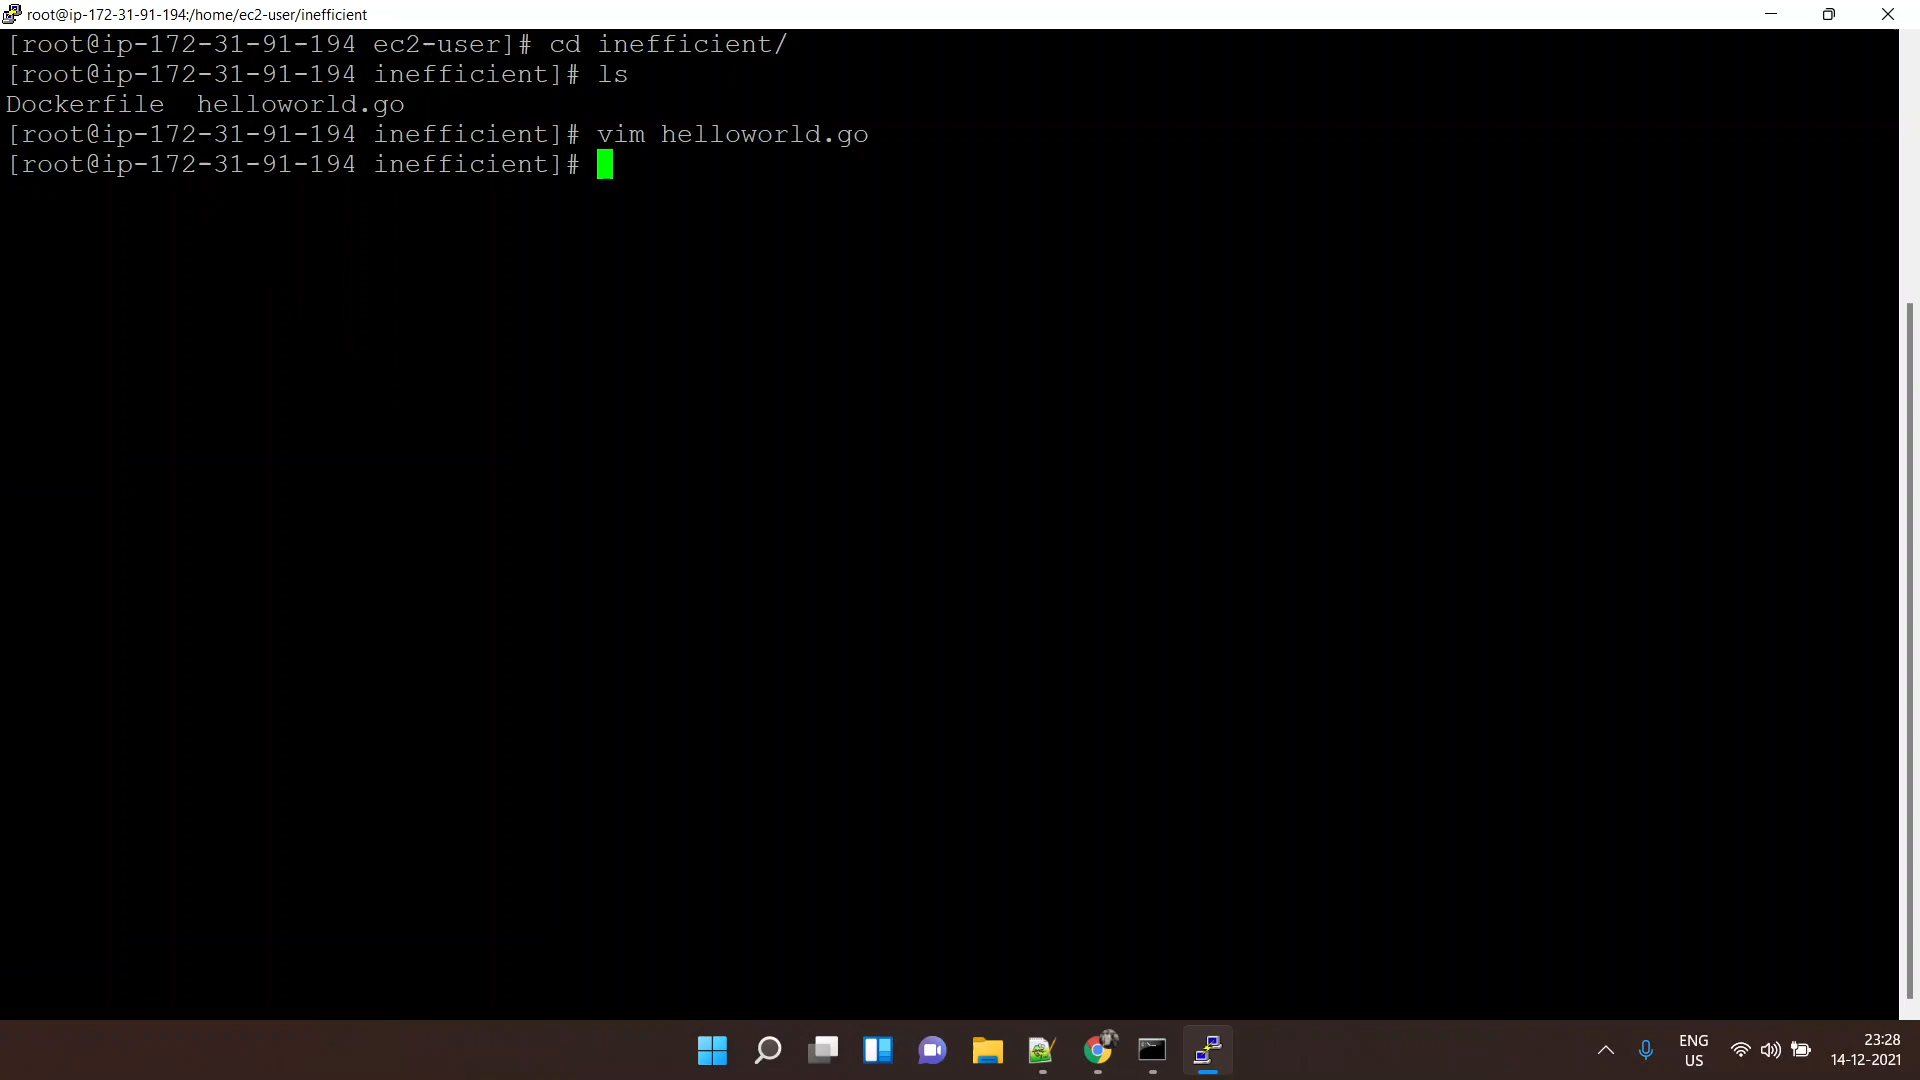 root@ip-172-31-91-194:/home/ec2-user/inefficient
[root@ip-172-31-91-194 ec2-user]# cd inefficient/
[root@ip-172-31-91-194 inefficient]# ls
Dockerfile  helloworld.go
[root@ip-172-31-91-194 inefficient]# vim helloworld.go
[root@ip-172-31-91-194 inefficient]#
ENG
US
23:28
14-12-2021